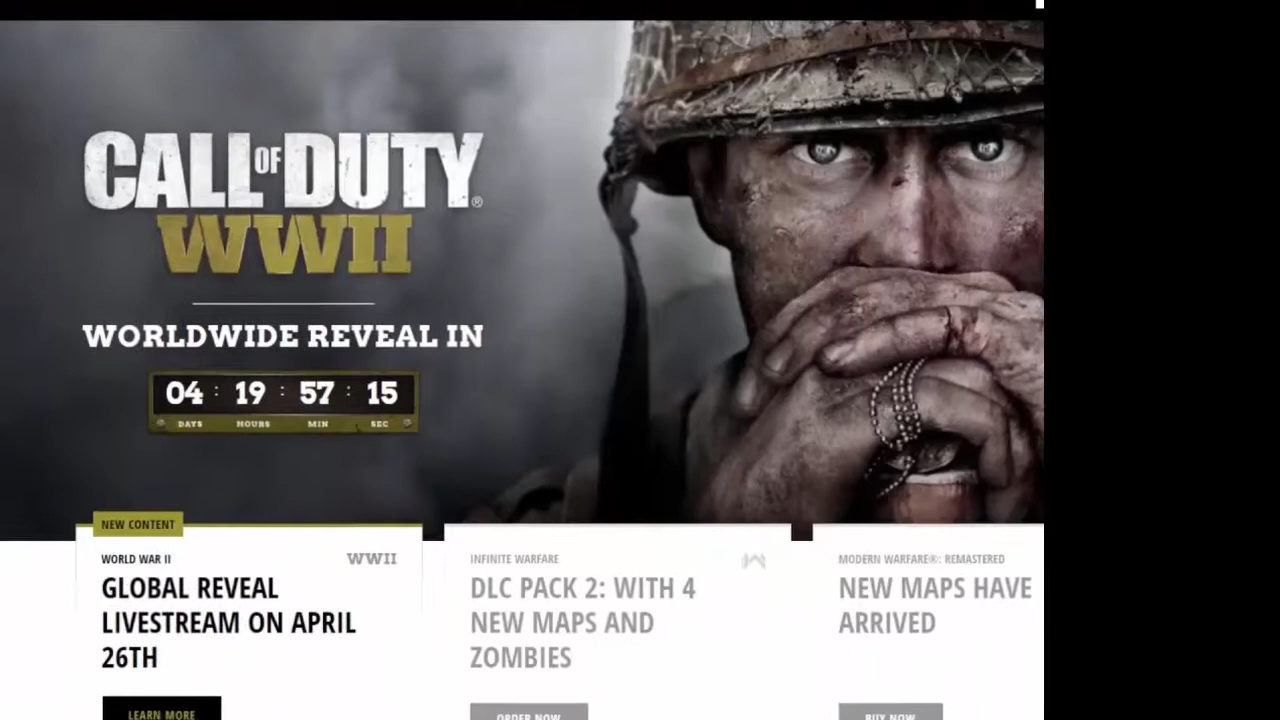 CALL OF DUTY®
WWII
WORLDWIDE REVEAL IN
04 : 19 : 57 : 15
DAYS HOURS MIN SEC
NEW CONTENT
WORLD WAR II
WWII
GLOBAL REVEAL
LIVESTREAM ON APRIL
26TH
LEARN MORE
INFINITE WARFARE
DLC PACK 2: WITH 4
NEW MAPS AND
ZOMBIES
ORDER NOW
MODERN WARFARE®: REMASTERED
NEW MAPS HAVE
ARRIVED
BUY NOW